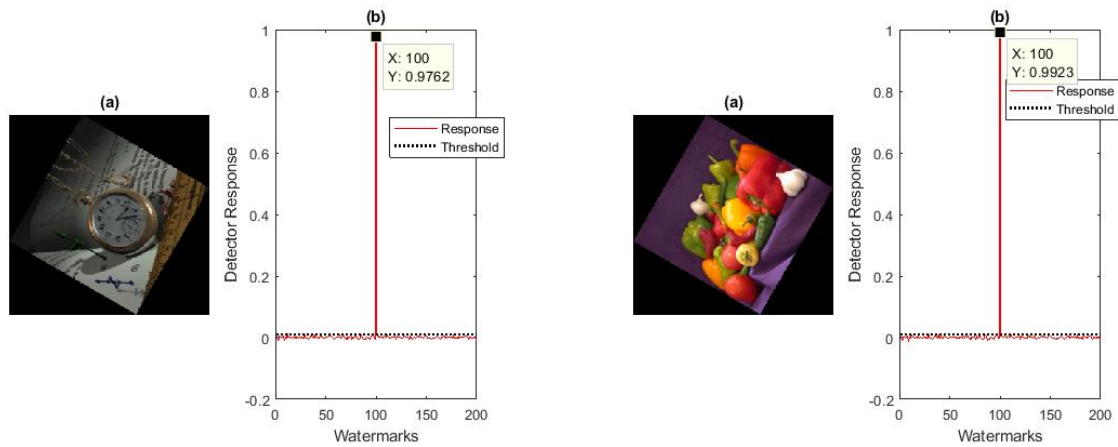 (a)
(b)
1
0.8
0.6
0.4
0.2
0
-0.2
Detector Response
X: 100
Y: 0.9762
Response
Threshold
0 50 100 150 200
Watermarks
(a)
(b)
1
0.8
0.6
0.4
0.2
0
-0.2
Detector Response
X: 100
Y: 0.9923
Response
Threshold
0 50 100 150 200
Watermarks